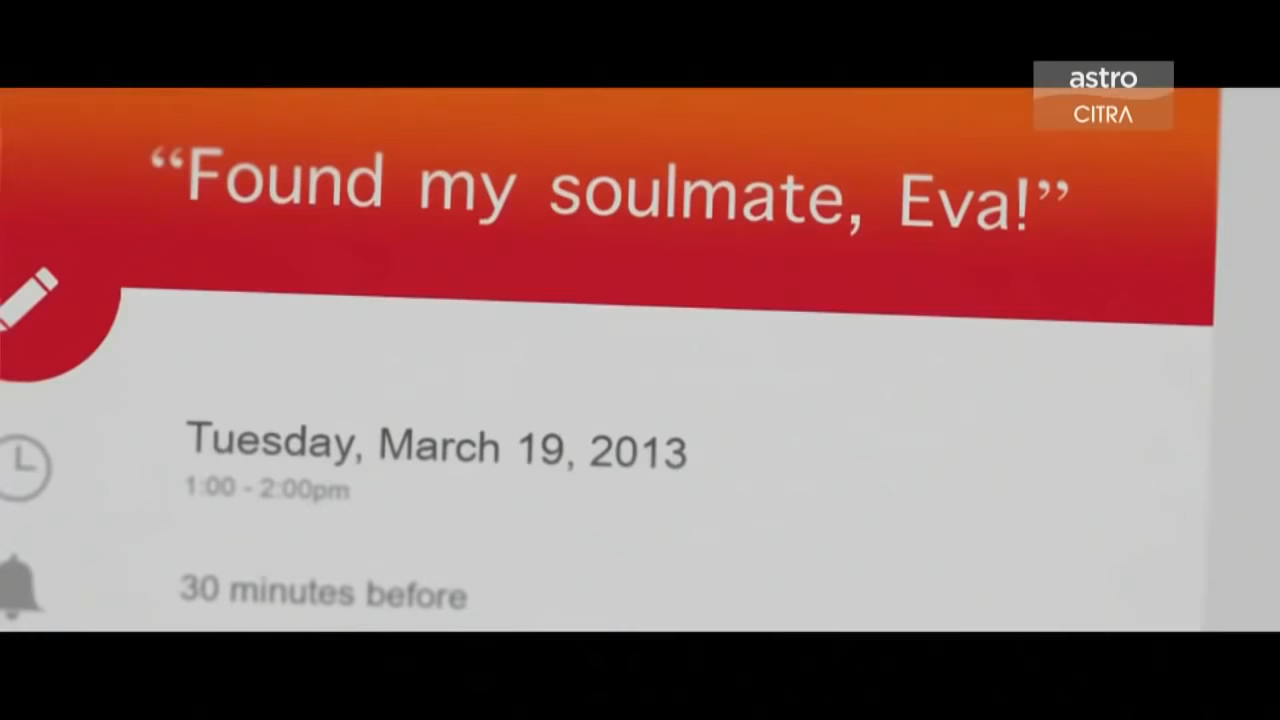 astro
CITRA
“Found my soulmate, Eva!”
Tuesday, March 19, 2013
1:00 - 2:00pm
30 minutes before